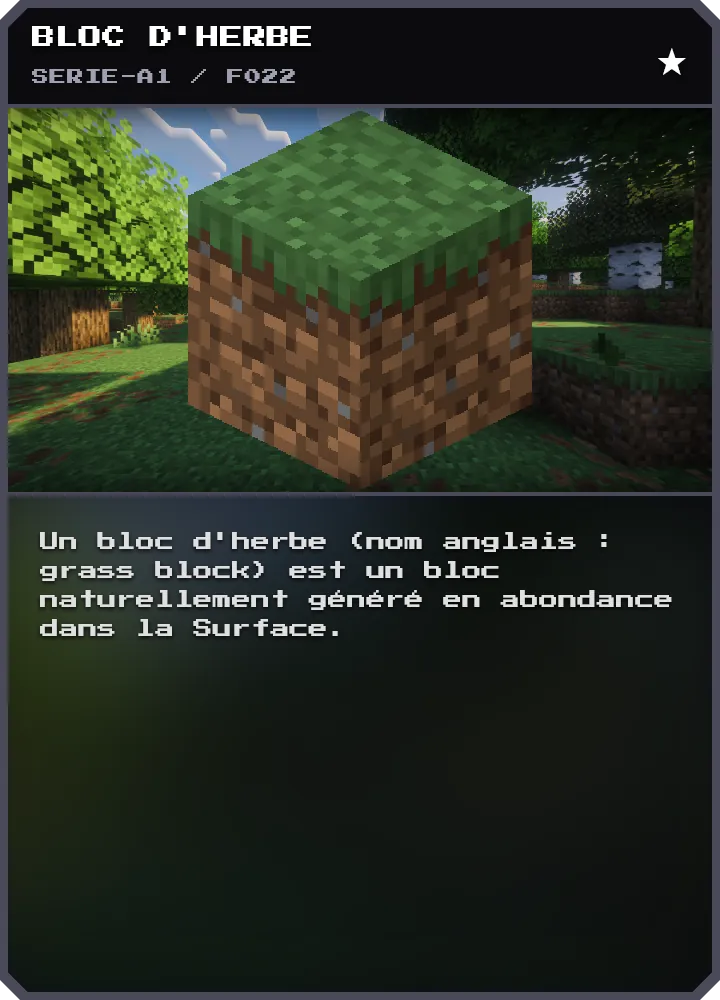 BLOC D'HERBE
SERIE-A1 / F022
Un bloc d'herbe (nom anglais :
grass block) est un bloc
naturellement généré en abondance
dans la Surface.